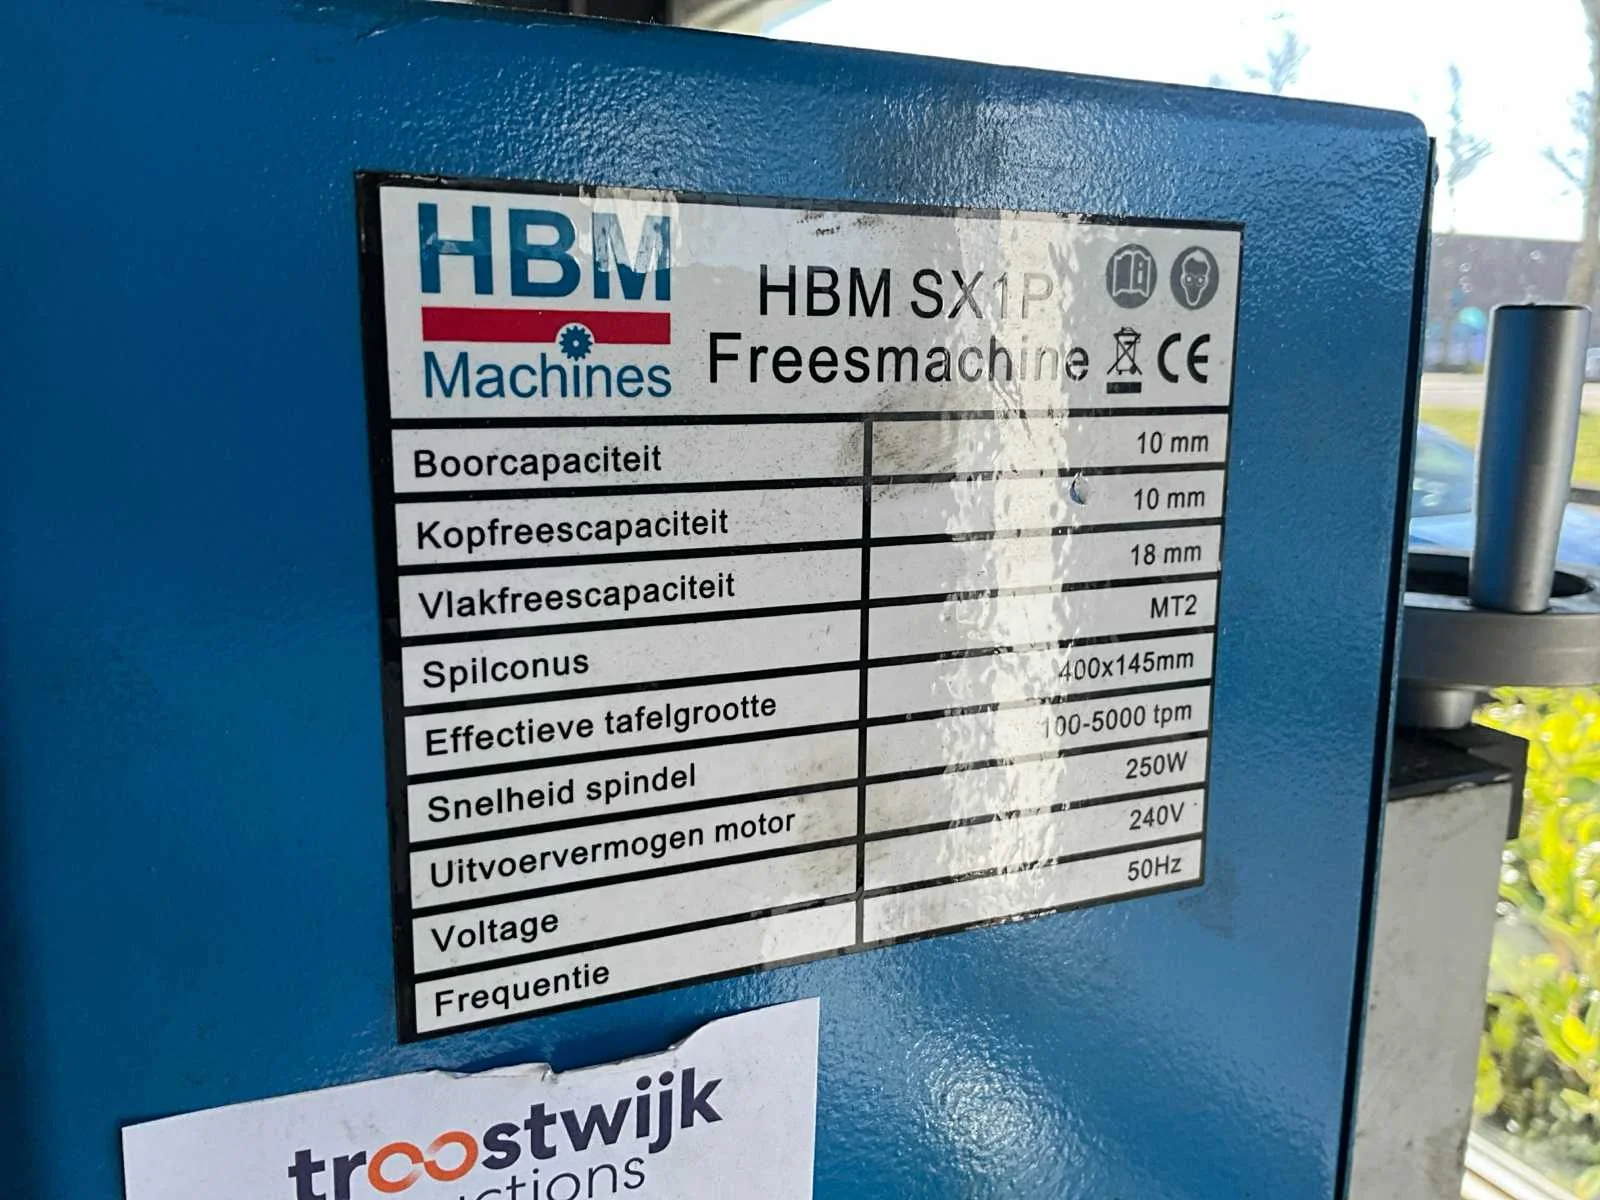 HBM
Machines
HBM SX1P
Freesmachine
CE
Boorcapaciteit 10 mm
Kopfreescapaciteit 10 mm
Vlakfreescapaciteit 18 mm
Spilconus MT2
Effectieve tafelgrootte 400x145mm
Snelheid spindel 100-5000 tpm
Uitvoervermogen motor 250W
Voltage 240V
Frequentie 50Hz
troostwijk